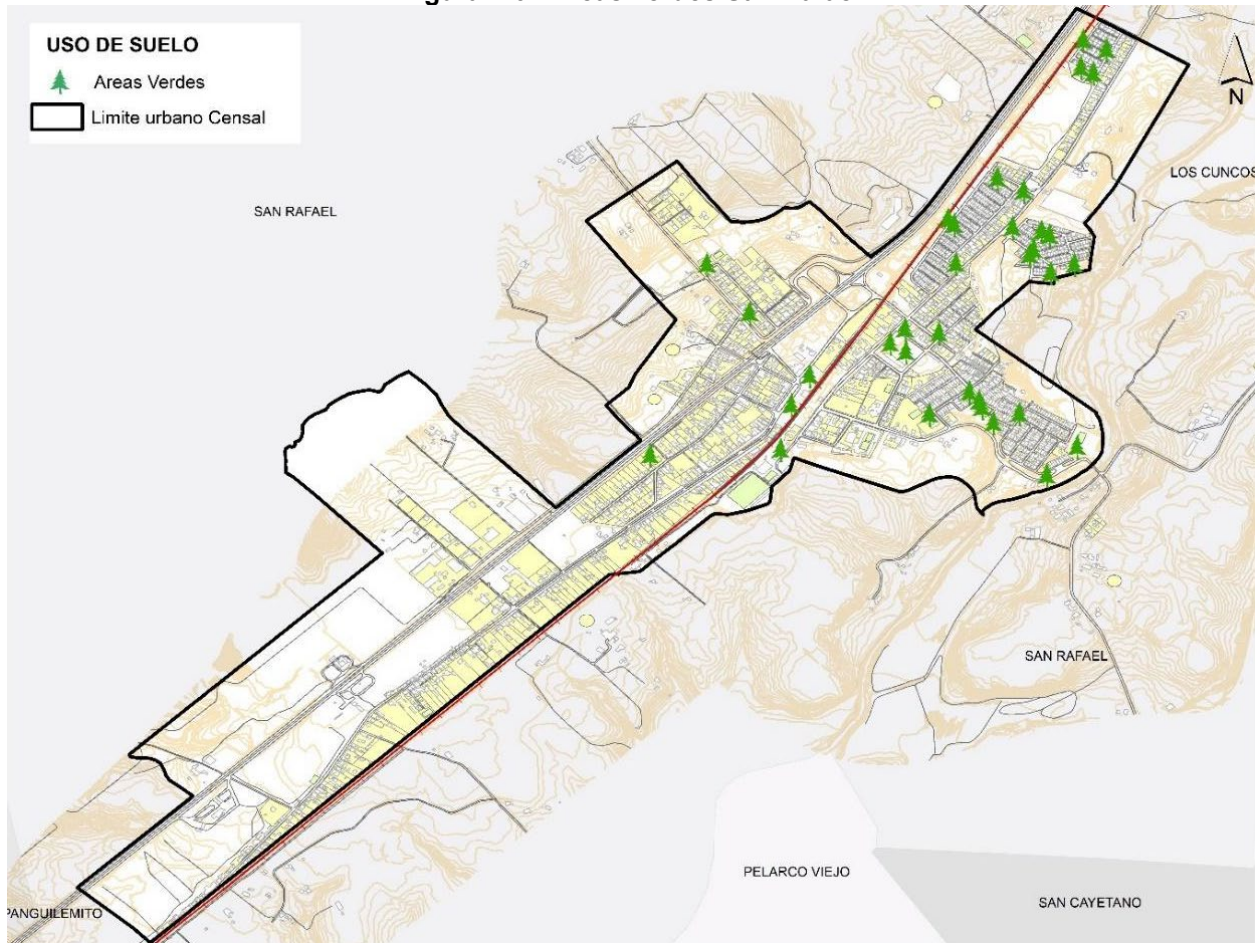 USO DE SUELO
Areas Verdes
Limite urbano Censal
N
LOS CUNCOS
SAN RAFAEL
SAN RAFAEL
PELARCO VIEJO
SAN CAYETANO
PANGUILEMITO